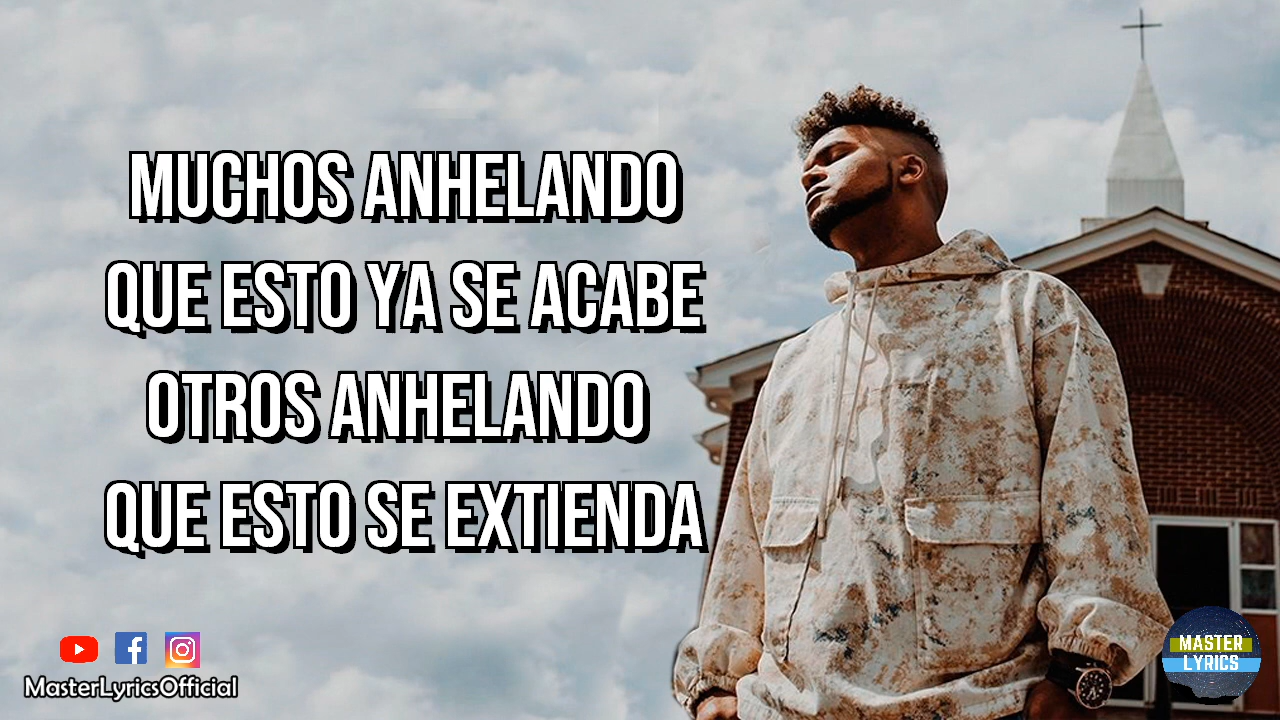 MUCHOS ANHELANDO
QUE ESTO YA SE ACABE
OTROS ANHELANDO
QUE ESTO SE EXTIENDA
MasterLyricsOfficial
MASTER
LYRICS